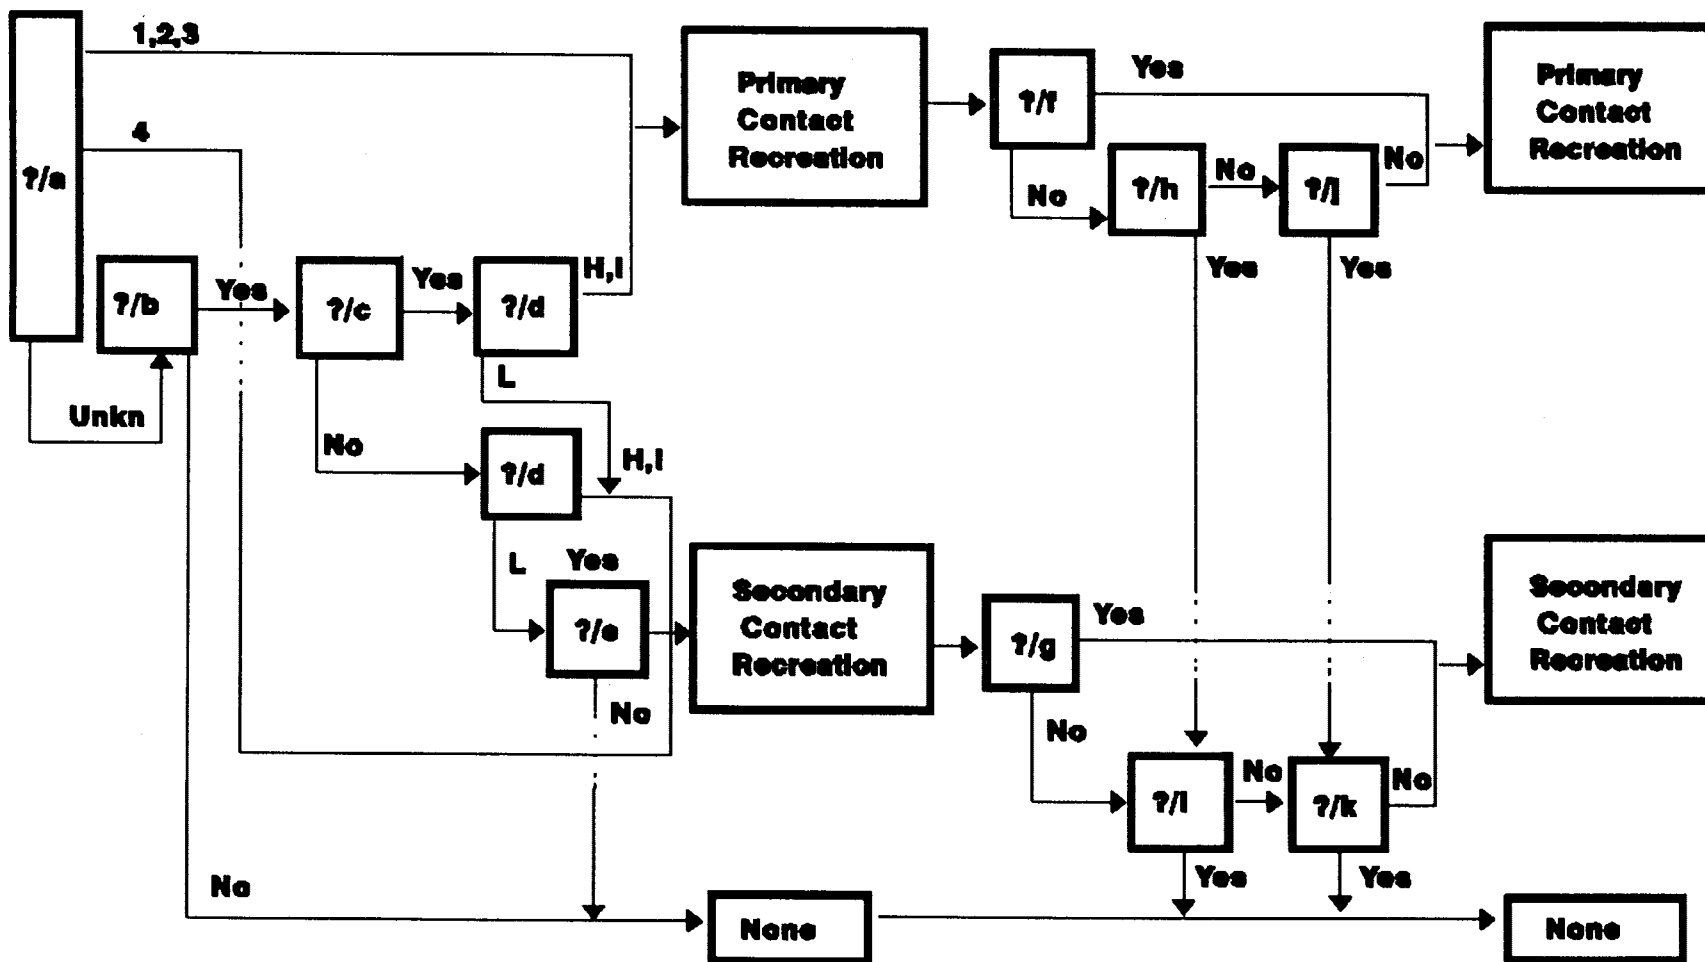 1,2,3
4
?/a
Unkn
?/b
Yes
?/c
Yes
?/d
H,I
L
No
?/d
H,I
L
Yes
?/e
No
No
Primary
Contact
Recreation
Secondary
Contact
Recreation
None
?/f
Yes
No
?/h
No
?/j
No
Yes
Yes
?/g
Yes
No
?/i
No
?/k
No
Yes
Yes
Primary
Contact
Recreation
Secondary
Contact
Recreation
None